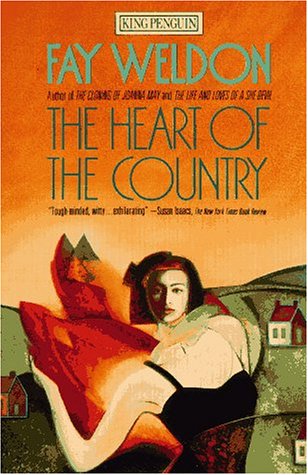 KING PENGUIN
FAY WELDON
Author of THE CLONING OF JOANNA MAY and THE LIFE AND LOVES OF A SHE DEVIL
THE HEART OF
THE COUNTRY
"Tough-minded, witty ... exhilarating" —Susan Isaacs, The New York Times Book Review